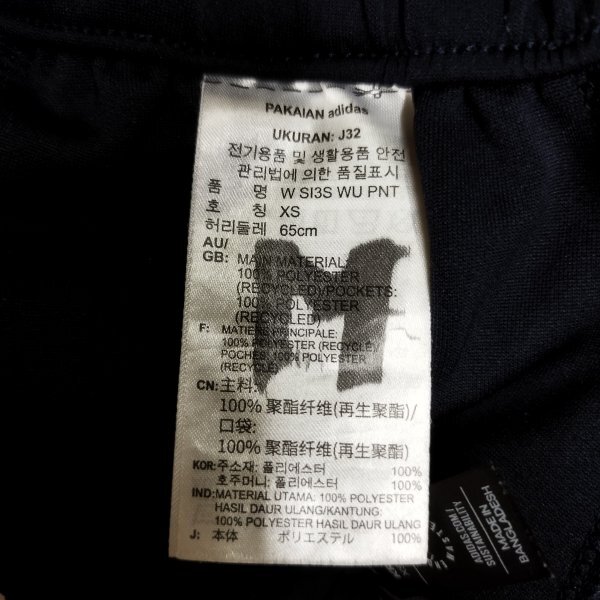 PAKAIAN adidas
UKURAN: J32
전기용품 및 생활용품 안전
관리법에 의한 품질표시
품 명 W SI3S WU PNT
호 칭 XS
허리둘레 65cm
AU/
GB: MAIN MATERIAL:
100% POLYESTER
(RECYCLED)/POCKETS:
100% POLYESTER
(RECYCLED)
F: MATIERE PRINCIPALE:
100% POLYESTER (RECYCLE)
POCHES: 100% POLYESTER
(RECYCLE)
CN: 主料:
100% 聚酯纤维(再生聚酯)/
口袋:
100% 聚酯纤维(再生聚酯)
KOR: 주소재: 폴리에스터 100%
호주머니: 폴리에스터 100%
IND: MATERIAL UTAMA: 100% POLYESTER
HASIL DAUR ULANG/KANTUNG:
100% POLYESTER HASIL DAUR ULANG
J: 本体 ポリエステル 100%
ADIDAS.COM/
SUSTAINABILITY
MADE IN
BANGLADESH